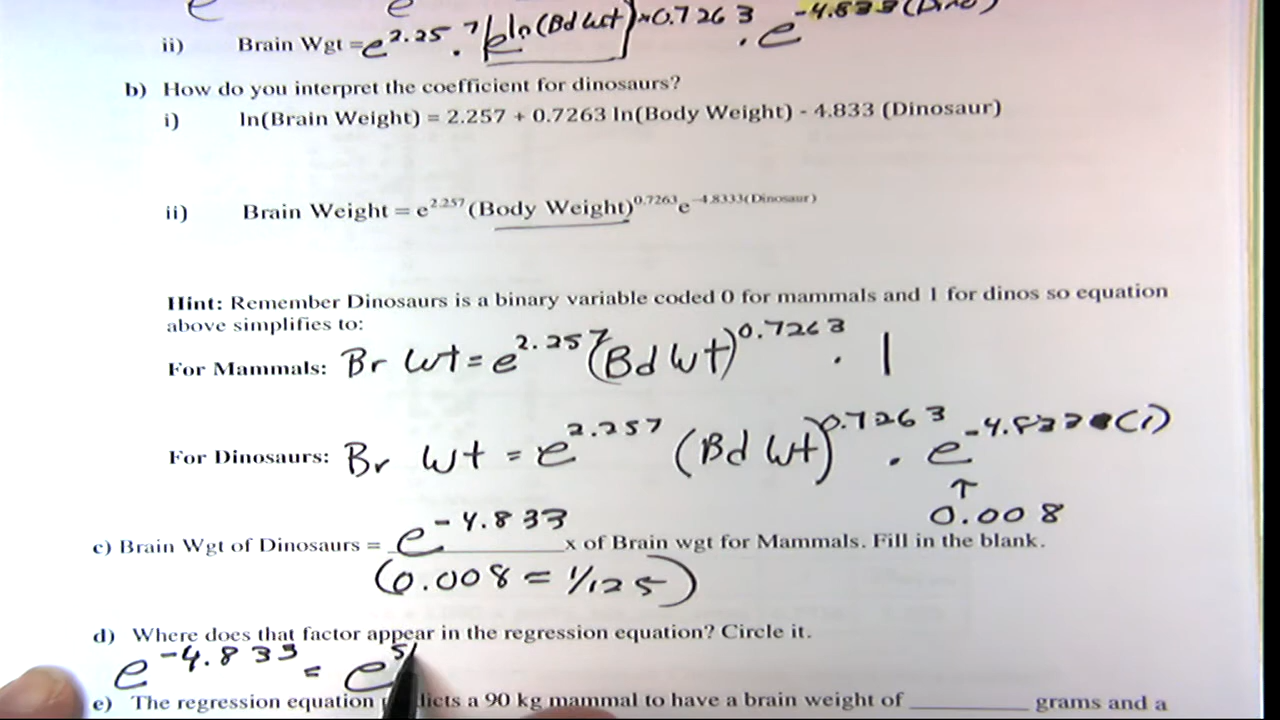 e e
ii) Brain Wgt = e^2.25 7 · [e^ln(Bd Wt)]^×0.7263 · e^-4.833(Dino)
b) How do you interpret the coefficient for dinosaurs?
i) ln(Brain Weight) = 2.257 + 0.7263 ln(Body Weight) - 4.833 (Dinosaur)
ii) Brain Weight = e^2.257 (Body Weight)^0.7263 e^-4.8333(Dinosaur)
Hint: Remember Dinosaurs is a binary variable coded 0 for mammals and 1 for dinos so equation
above simplifies to:
For Mammals: Br Wt = e^2.257 (Bd Wt)^0.7263 · 1
For Dinosaurs: Br Wt = e^2.257 (Bd Wt)^0.7263 · e^-4.833(1)
↑
0.008
c) Brain Wgt of Dinosaurs = e^-4.833 x of Brain wgt for Mammals. Fill in the blank.
(0.008 = 1/125)
d) Where does that factor appear in the regression equation? Circle it.
e^-4.833 = e
e) The regression equation predicts a 90 kg mammal to have a brain weight of ________ grams and a